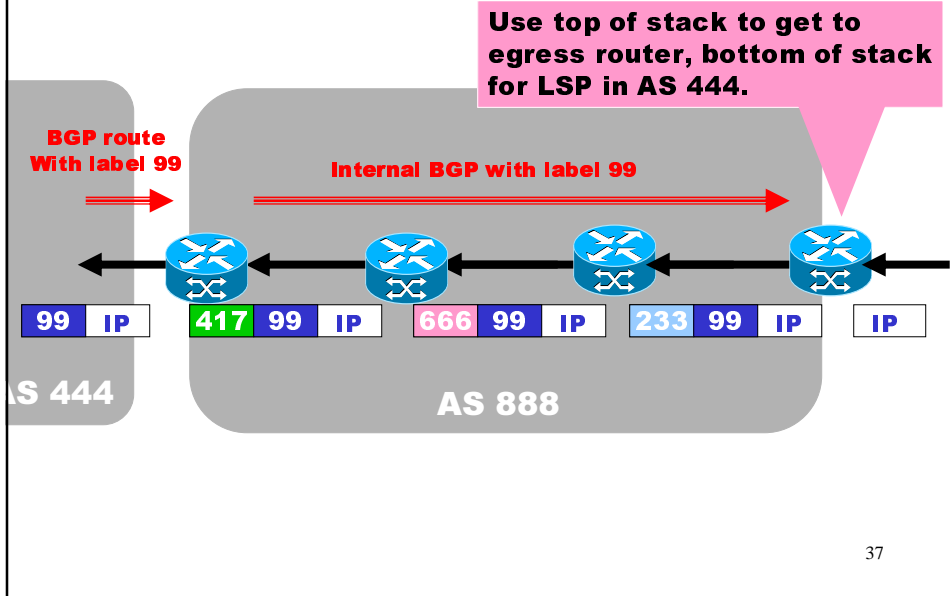 Use top of stack to get to
egress router, bottom of stack
for LSP in AS 444.
BGP route
With label 99
Internal BGP with label 99
99 IP 417 99 IP 666 99 IP 233 99 IP IP
AS 444
AS 888
37